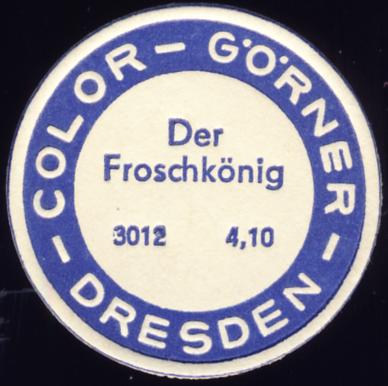 COLOR – GÖRNER – DRESDEN –
Der
Froschkönig
3012 4,10